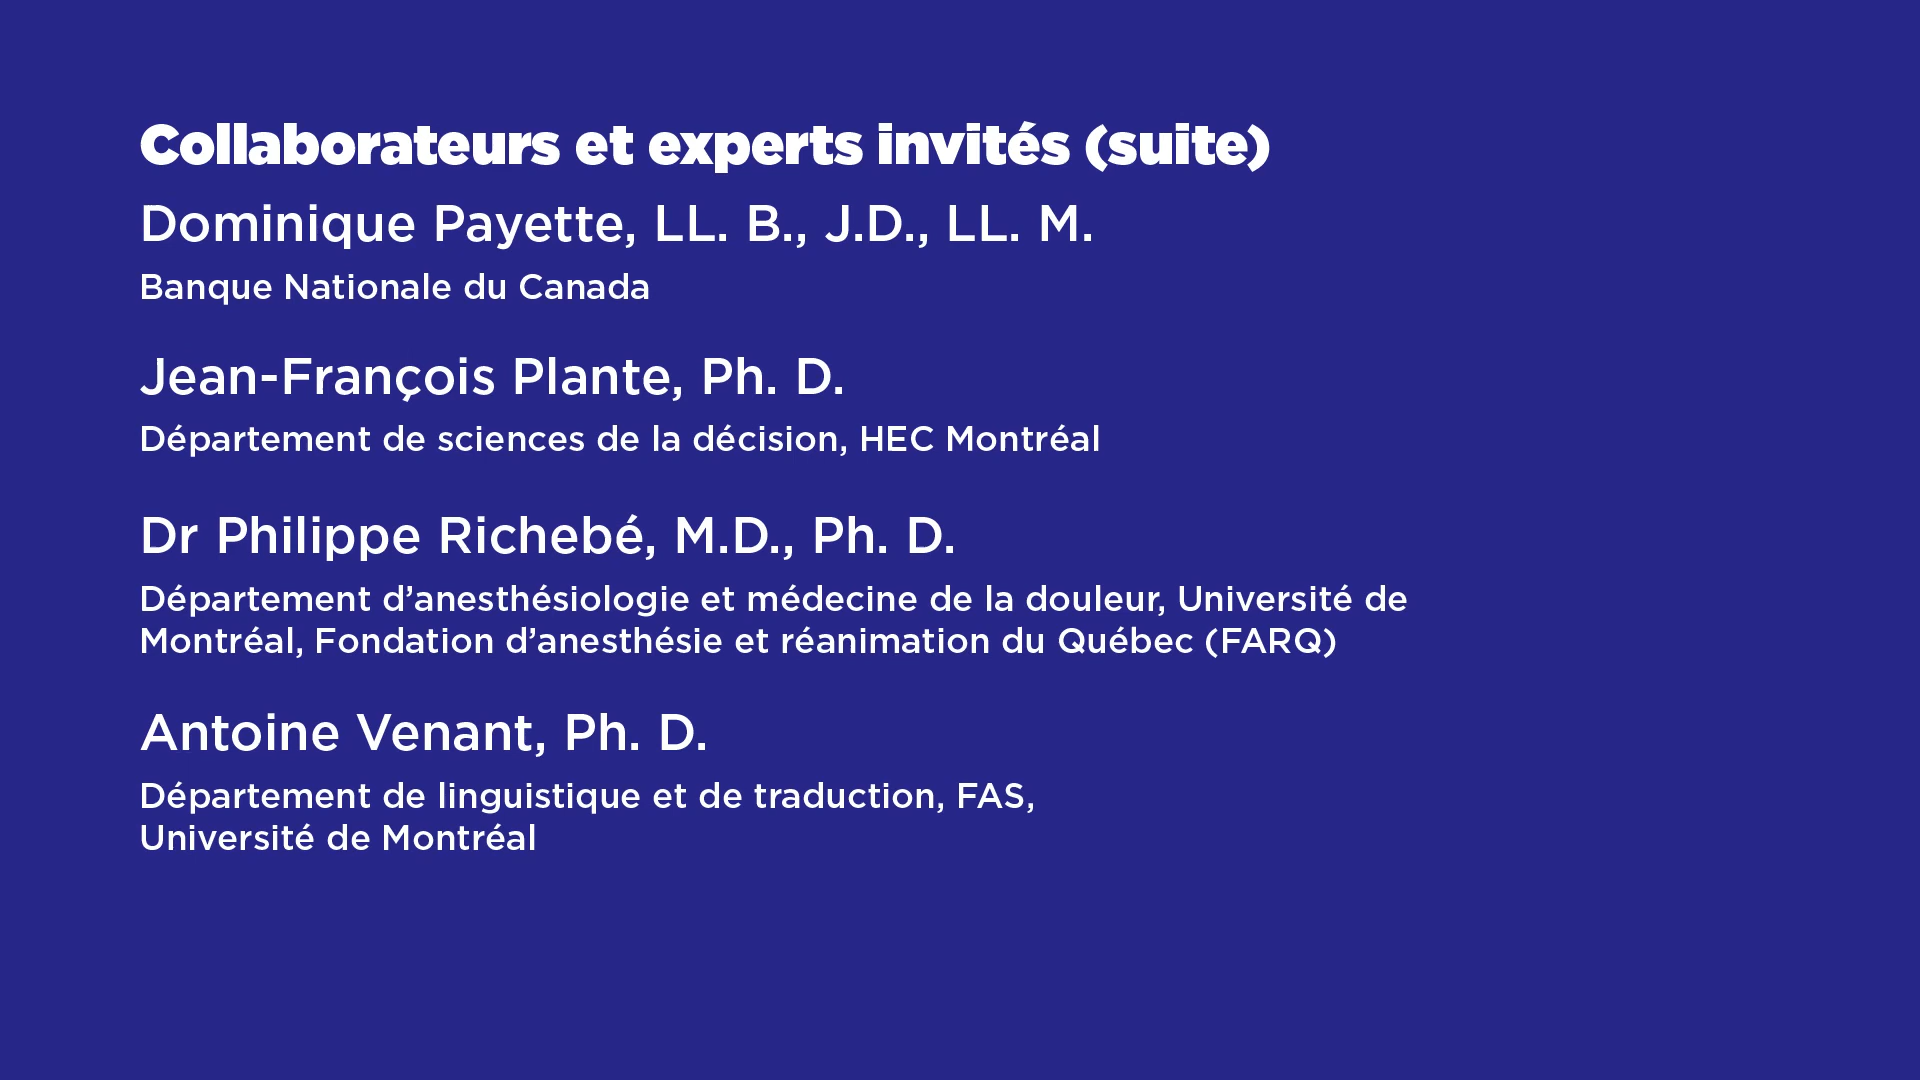 Collaborateurs et experts invités (suite)
Dominique Payette, LL. B., J.D., LL. M.
Banque Nationale du Canada
Jean-François Plante, Ph. D.
Département de sciences de la décision, HEC Montréal
Dr Philippe Richebé, M.D., Ph. D.
Département d’anesthésiologie et médecine de la douleur, Université de
Montréal, Fondation d’anesthésie et réanimation du Québec (FARQ)
Antoine Venant, Ph. D.
Département de linguistique et de traduction, FAS,
Université de Montréal